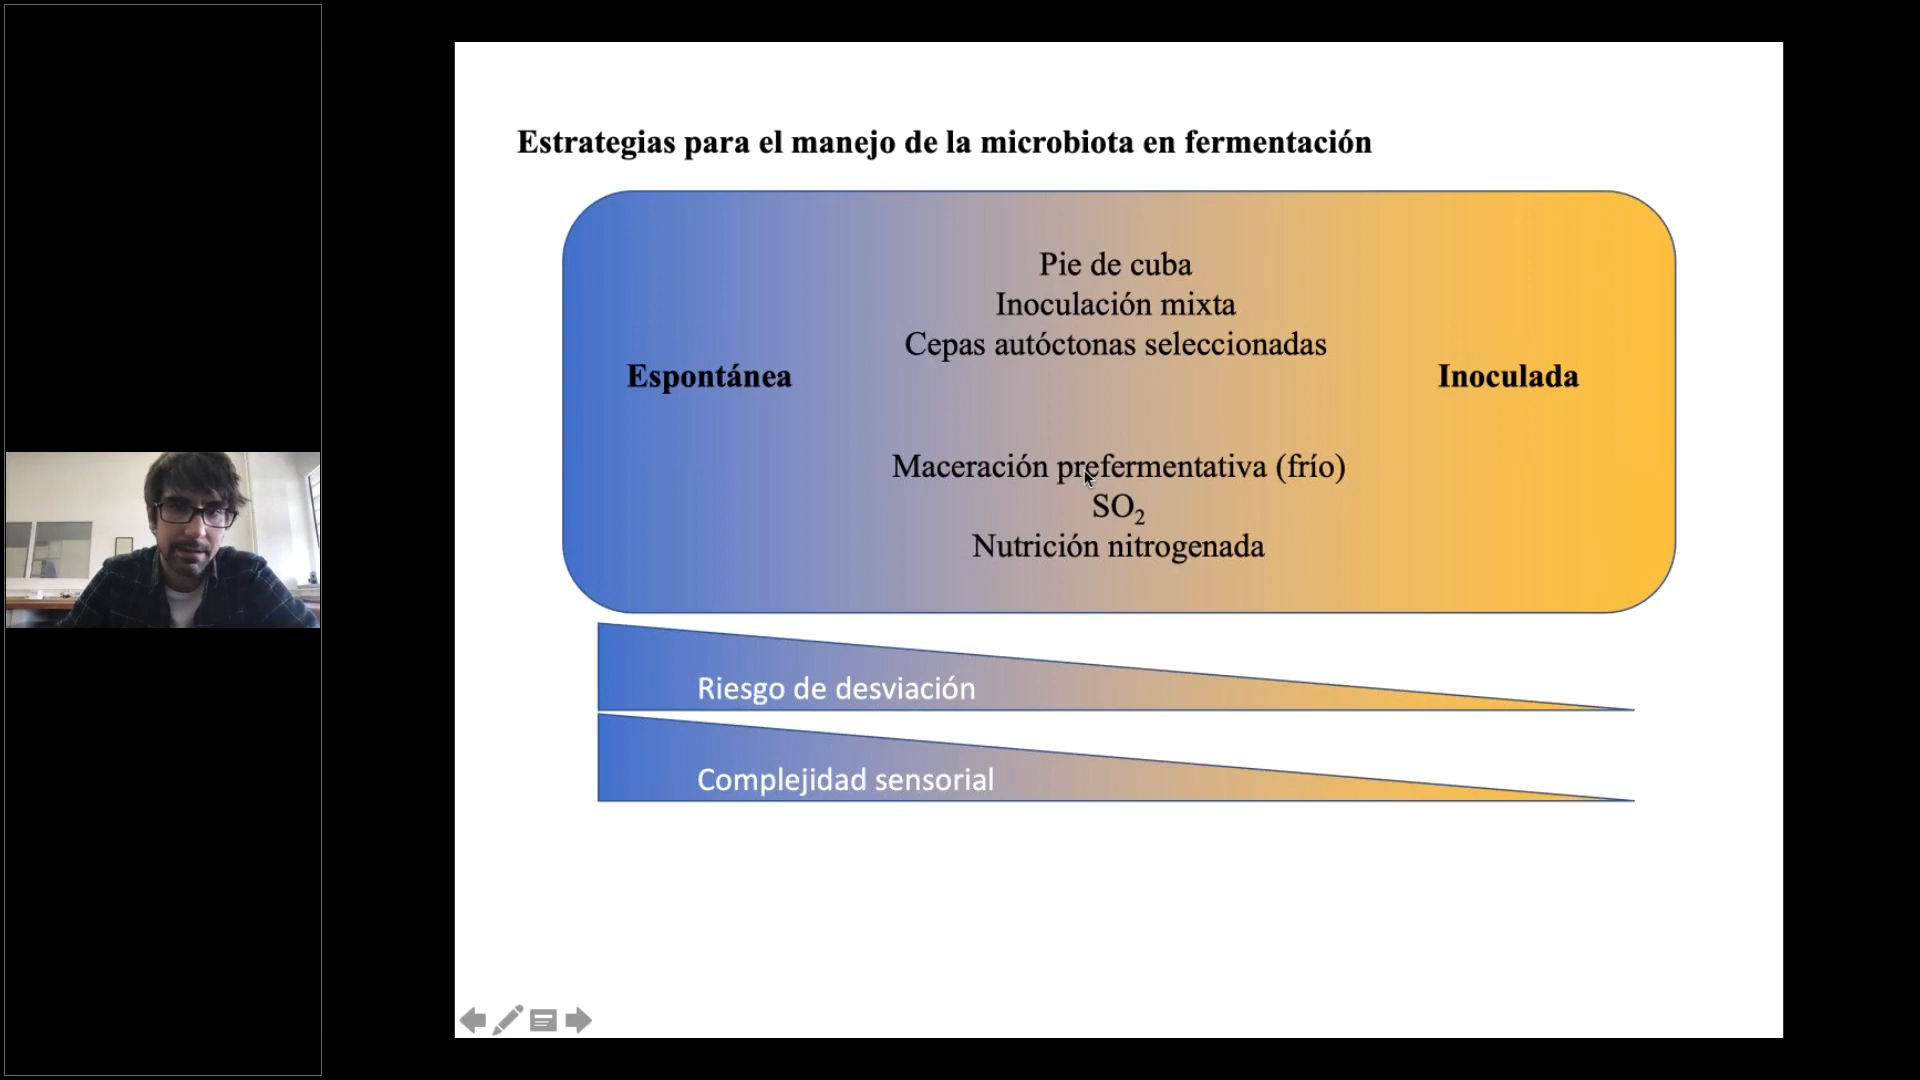 Estrategias para el manejo de la microbiota en fermentación
Pie de cuba
Inoculación mixta
Cepas autóctonas seleccionadas
Espontánea
Inoculada
Maceración prefermentativa (frío)
SO₂
Nutrición nitrogenada
Riesgo de desviación
Complejidad sensorial